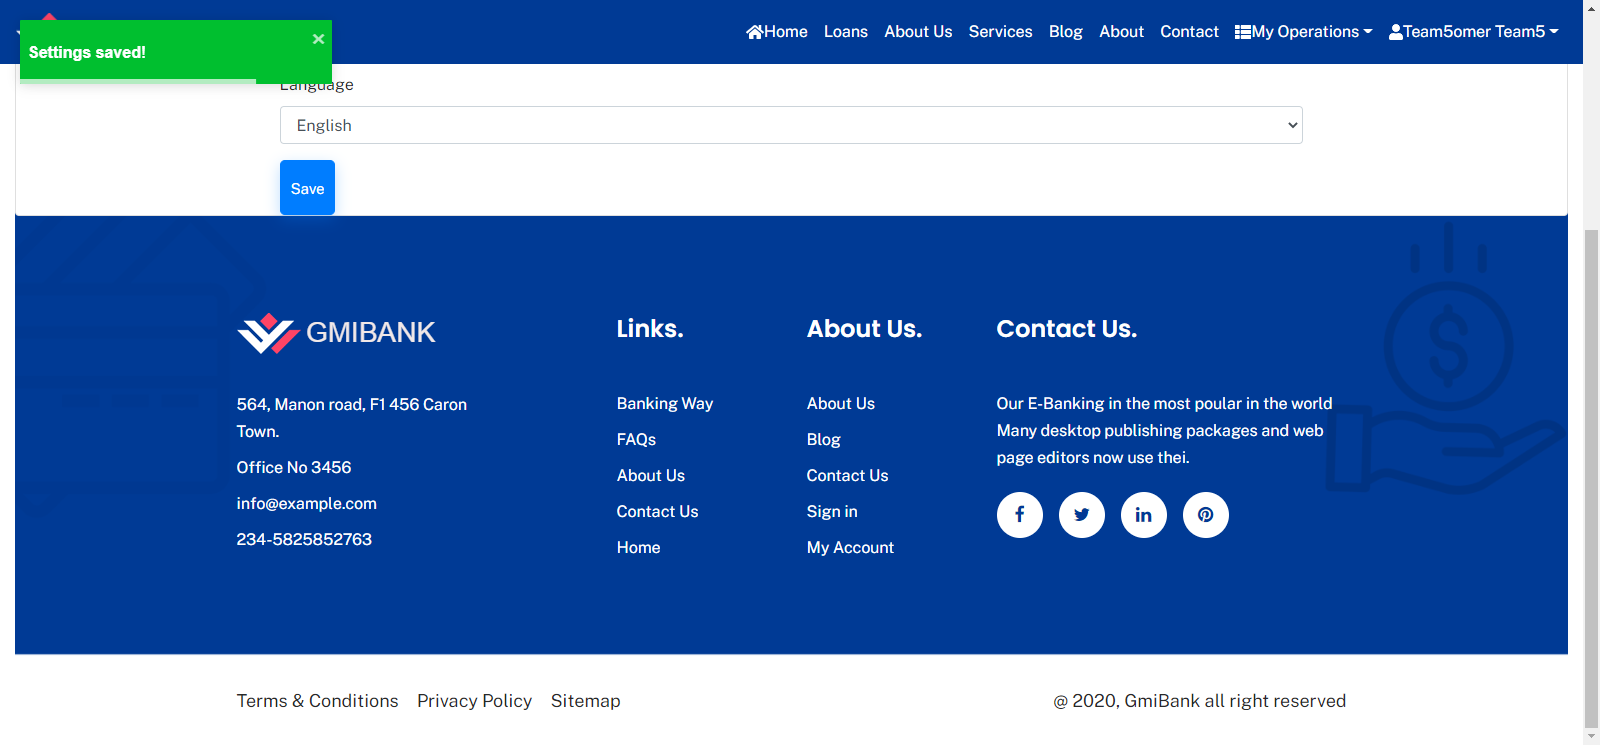 Settings saved!
×
Home Loans About Us Services Blog About Contact My Operations Team5omer Team5
Language
English
Save
GMIBANK
564, Manon road, F1 456 Caron
Town.
Office No 3456
info@example.com
234-5825852763
Links.
Banking Way
FAQs
About Us
Contact Us
Home
About Us.
About Us
Blog
Contact Us
Sign in
My Account
Contact Us.
Our E-Banking in the most poular in the world
Many desktop publishing packages and web
page editors now use thei.
Terms & Conditions Privacy Policy Sitemap
@ 2020, GmiBank all right reserved